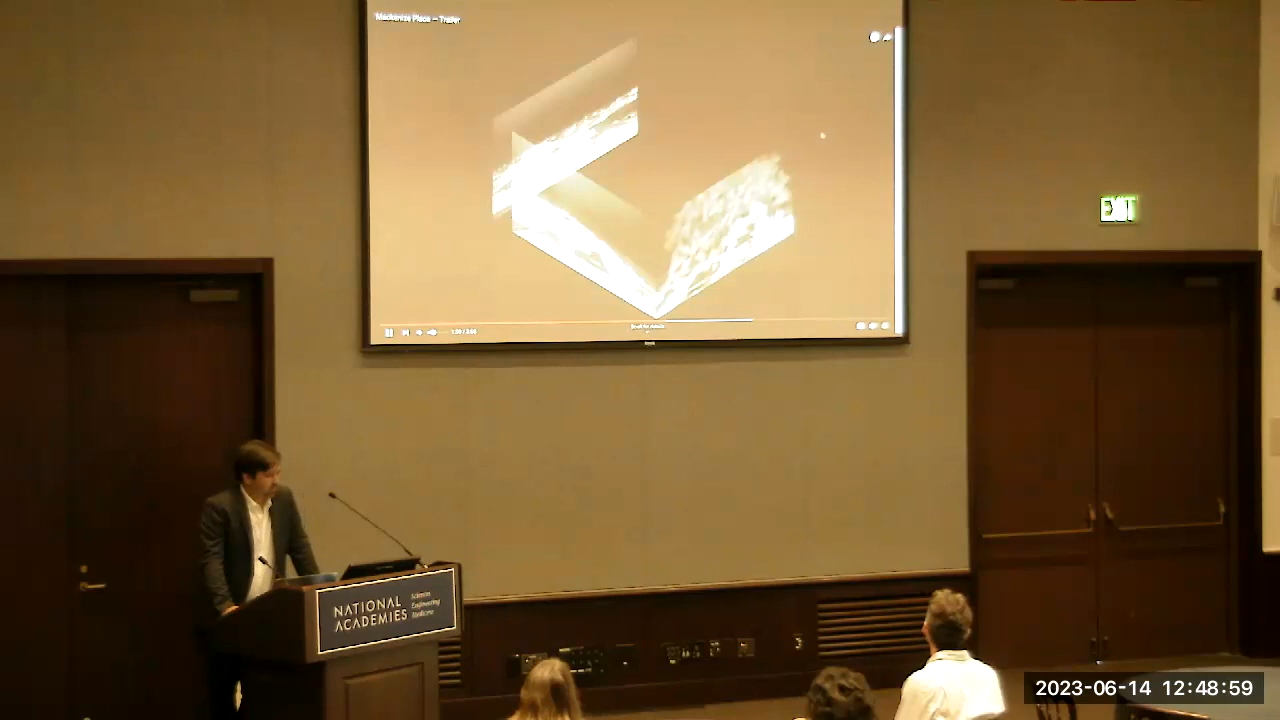 Mackenzie Place – Trailer
EXIT
NATIONAL
ACADEMIES
Sciences
Engineering
Medicine
2023-06-14 12:48:59